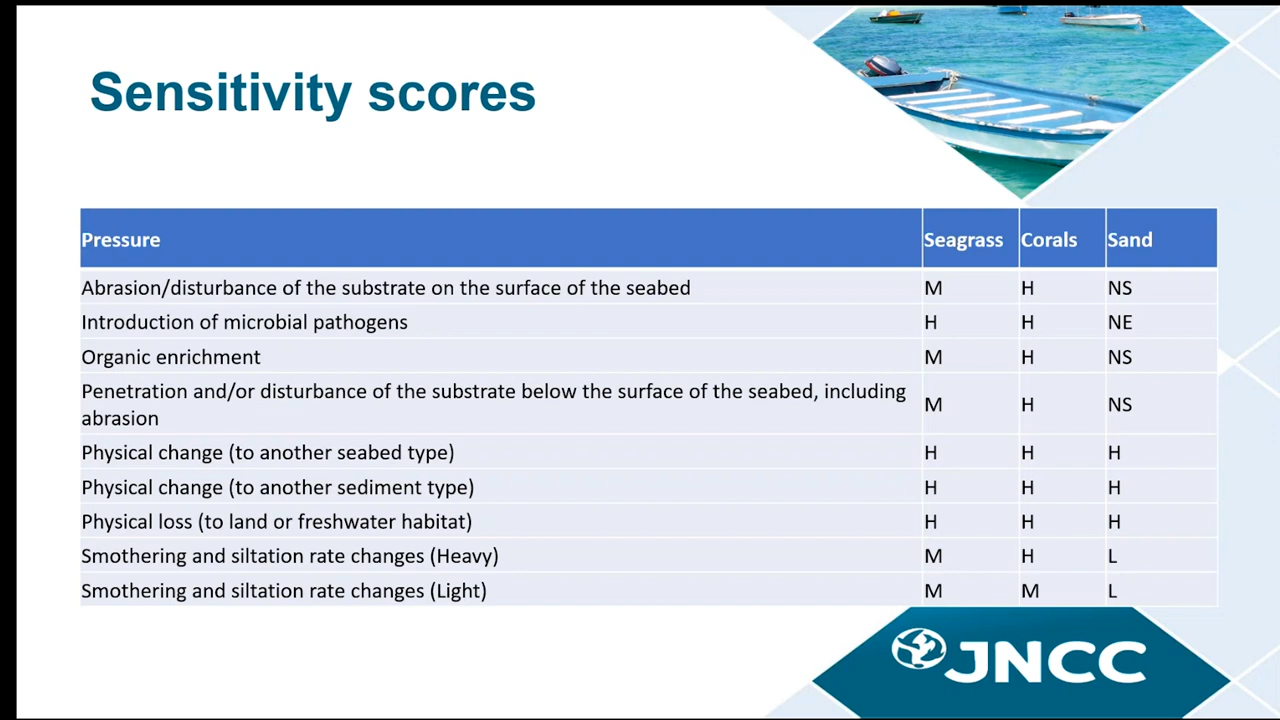 Sensitivity scores
Pressure Seagrass Corals Sand
Abrasion/disturbance of the substrate on the surface of the seabed M H NS
Introduction of microbial pathogens H H NE
Organic enrichment M H NS
Penetration and/or disturbance of the substrate below the surface of the seabed, including
abrasion M H NS
Physical change (to another seabed type) H H H
Physical change (to another sediment type) H H H
Physical loss (to land or freshwater habitat) H H H
Smothering and siltation rate changes (Heavy) M H L
Smothering and siltation rate changes (Light) M M L
JNCC